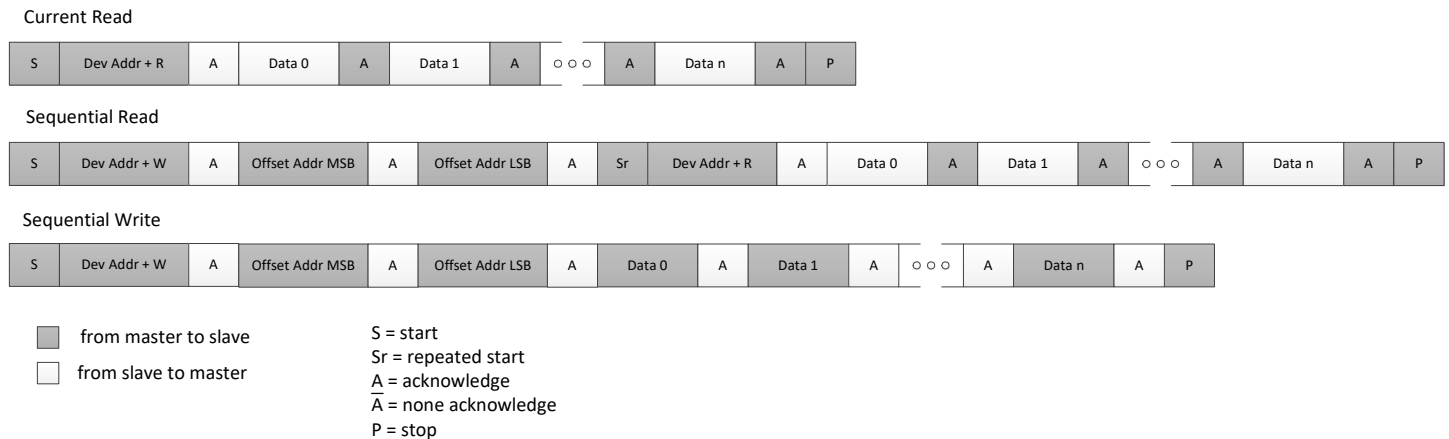 Current Read
S Dev Addr + R A Data 0 A Data 1 A A Data n A P
Sequential Read
S Dev Addr + W A Offset Addr MSB A Offset Addr LSB A Sr Dev Addr + R A Data 0 A Data 1 A A Data n A P
Sequential Write
S Dev Addr + W A Offset Addr MSB A Offset Addr LSB A Data 0 A Data 1 A A Data n A P
from master to slave
from slave to master
S = start
Sr = repeated start
A = acknowledge
A̅ = none acknowledge
P = stop